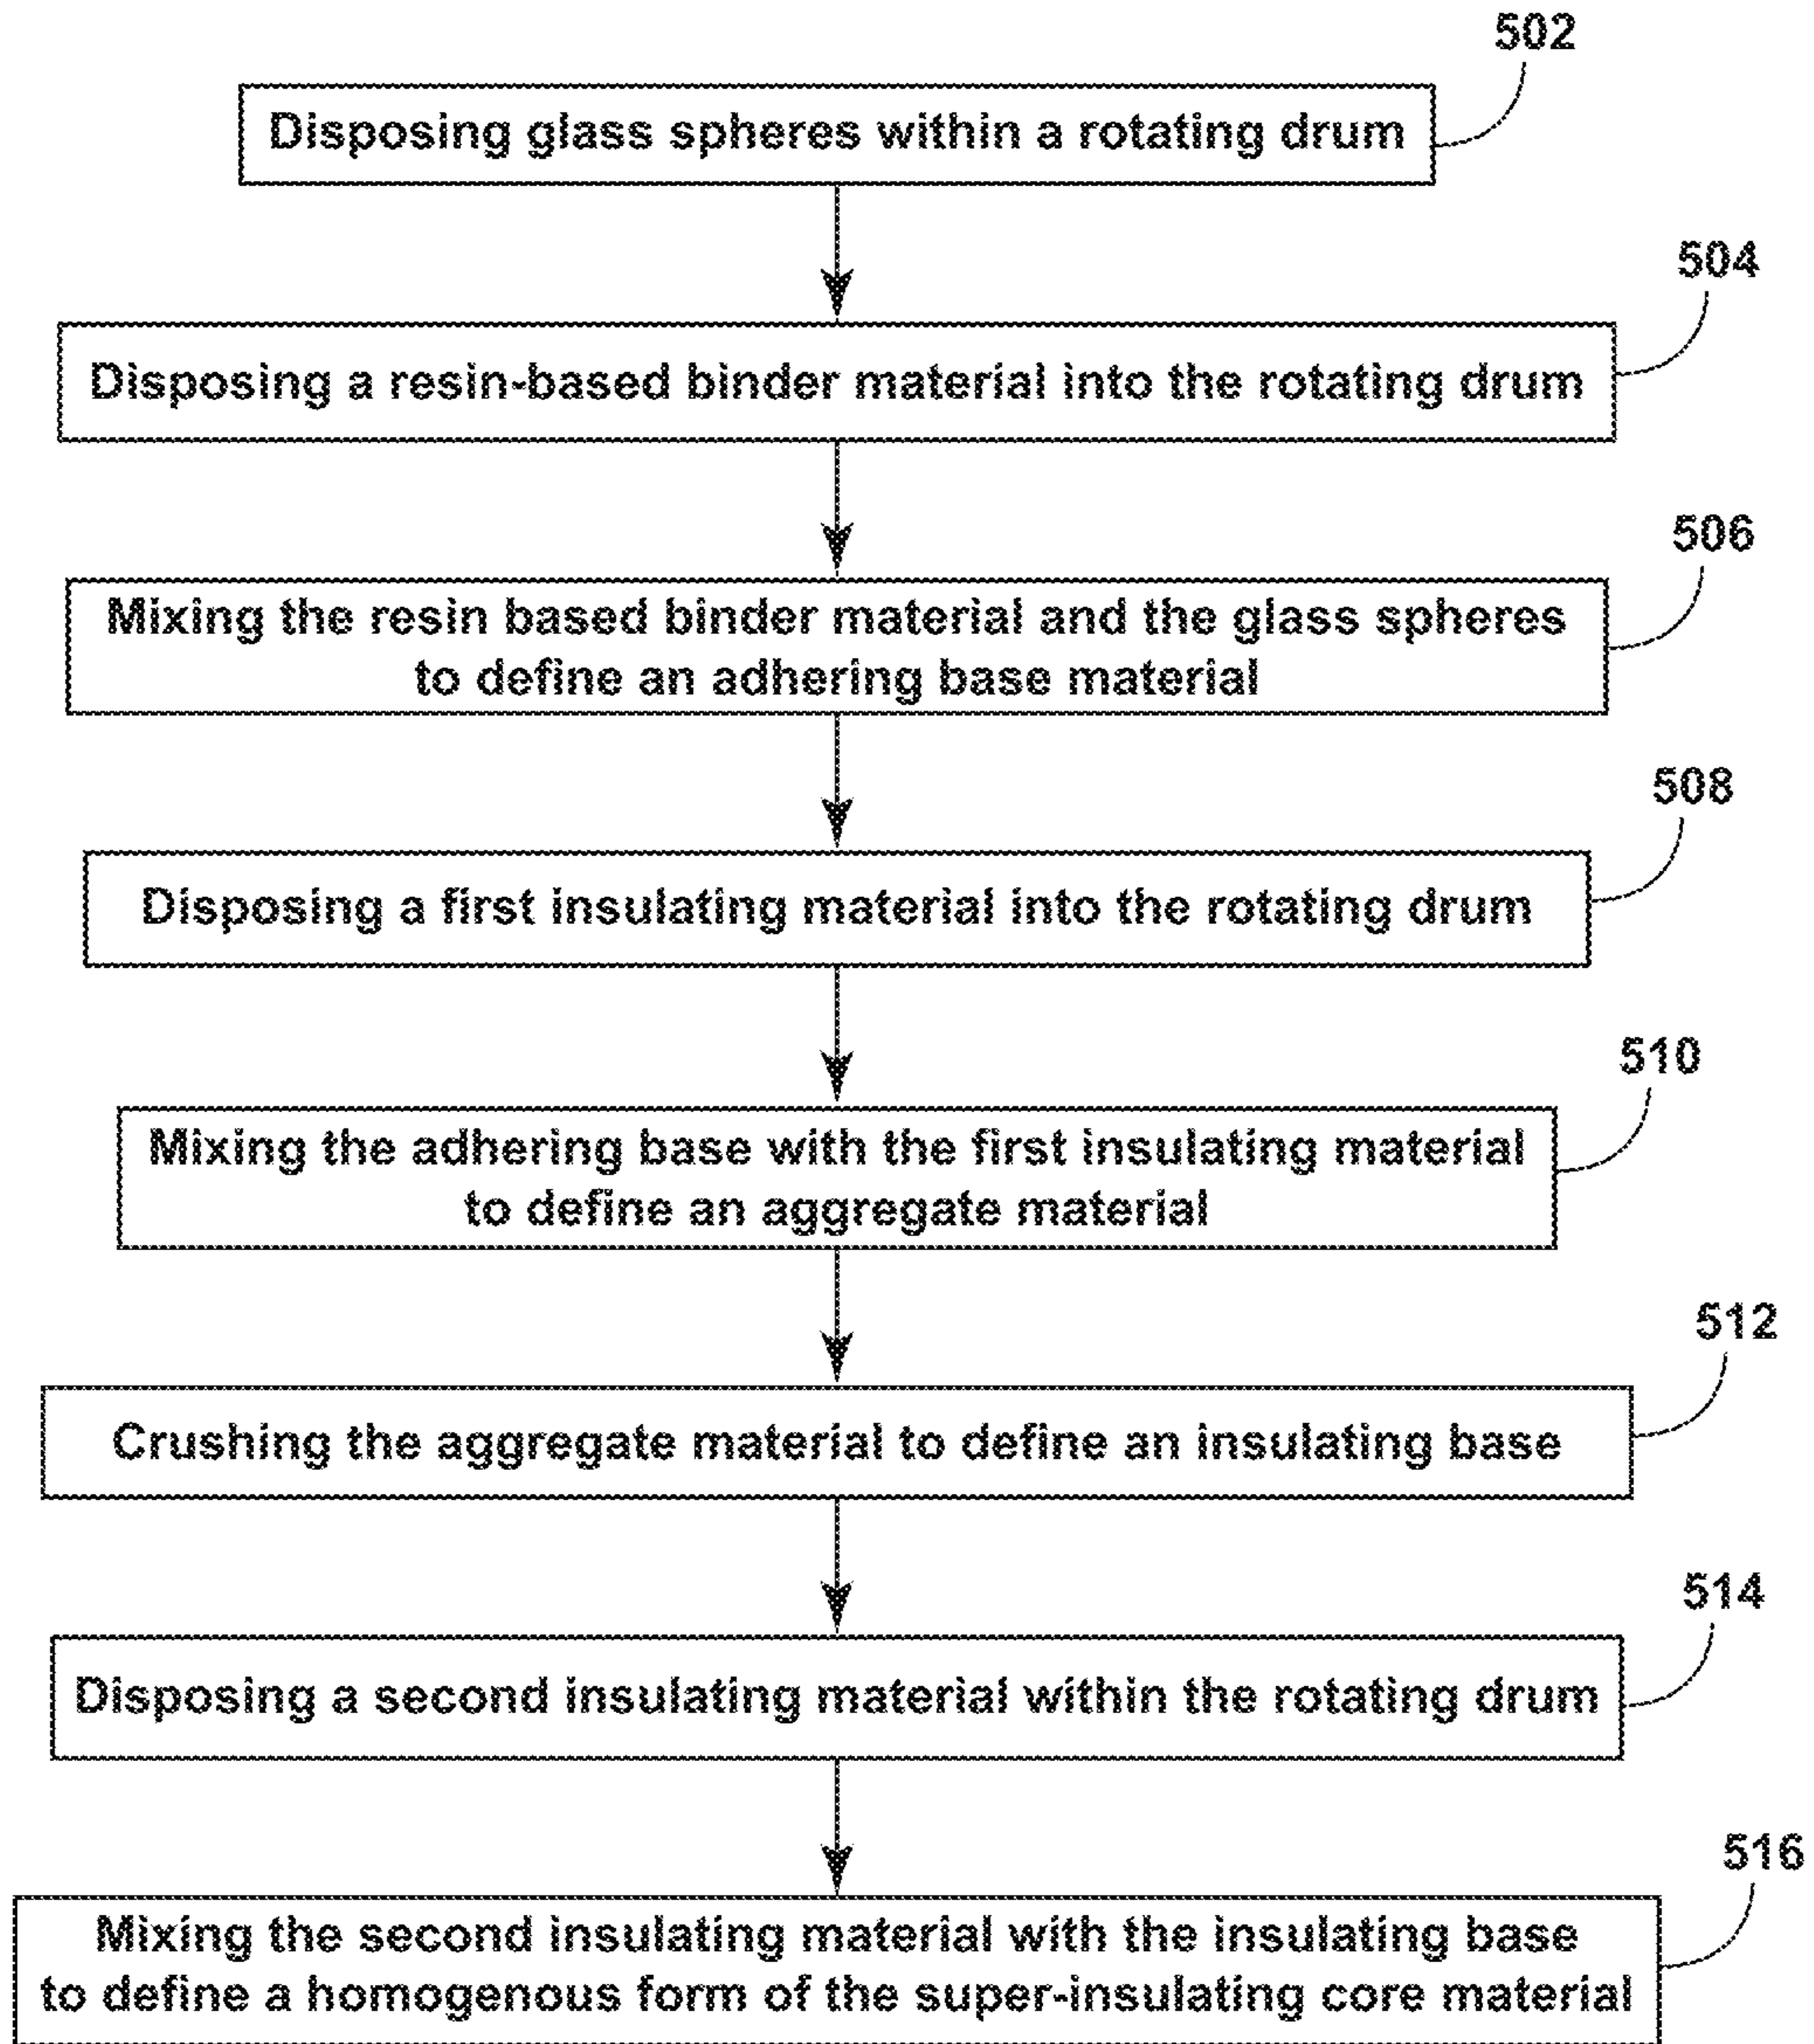 502
Disposing glass spheres within a rotating drum
504
Disposing a resin-based binder material into the rotating drum
506
Mixing the resin based binder material and the glass spheres
to define an adhering base material
508
Disposing a first insulating material into the rotating drum
510
Mixing the adhering base with the first insulating material
to define an aggregate material
512
Crushing the aggregate material to define an insulating base
514
Disposing a second insulating material within the rotating drum
516
Mixing the second insulating material with the insulating base
to define a homogenous form of the super-insulating core material